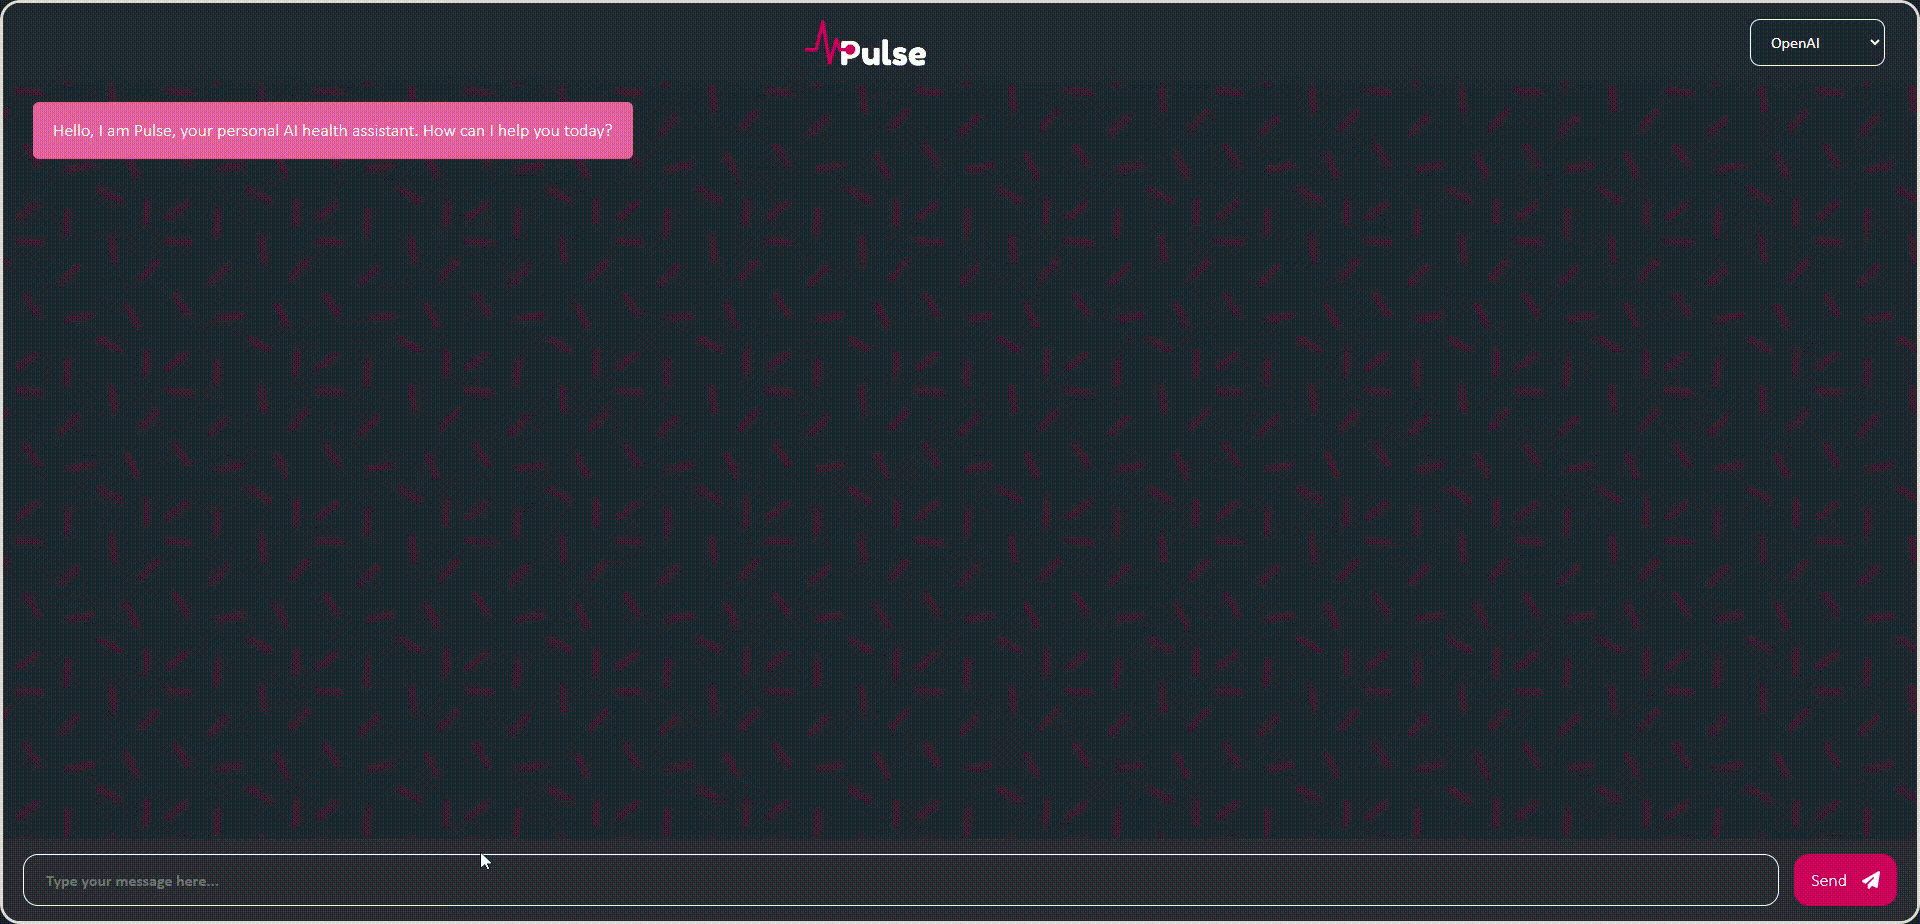 Pulse
OpenAI
Hello, I am Pulse, your personal AI health assistant. How can I help you today?
Type your message here...
Send